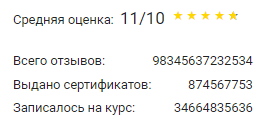 Средняя оценка: 11/10 ★★★★★
Всего отзывов: 98345637232534
Выдано сертификатов: 874567753
Записалось на курс: 34664835636